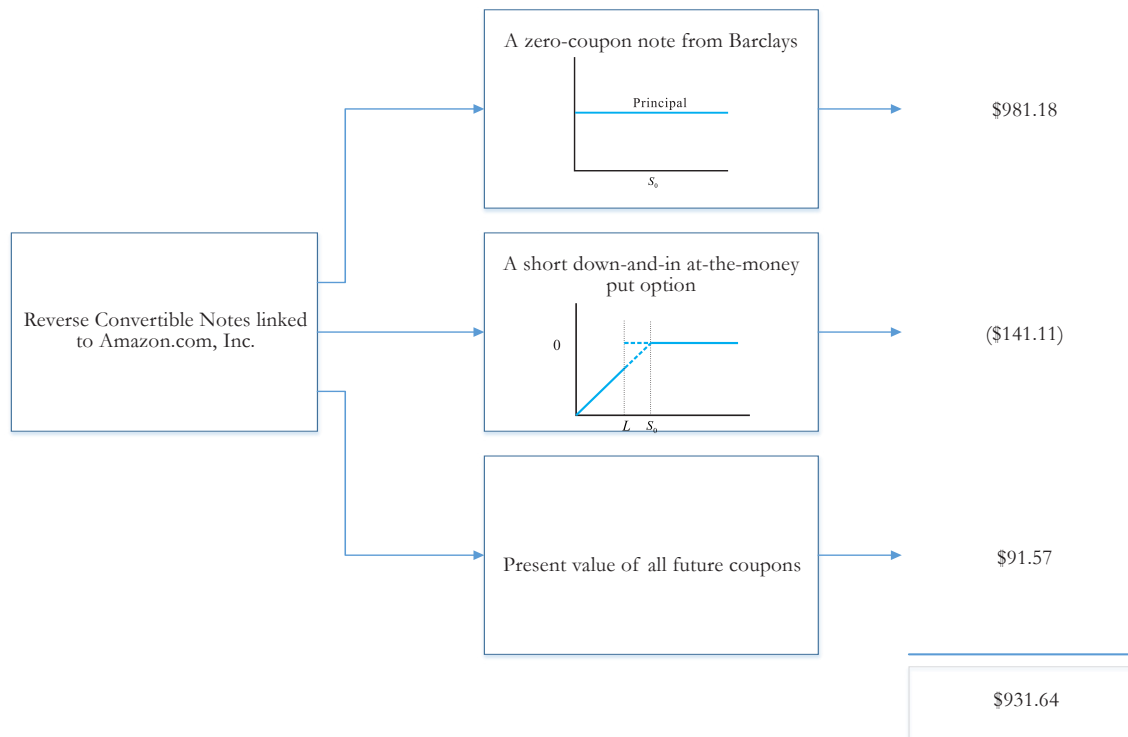 A zero-coupon note from Barclays
Principal
S₀
$981.18
Reverse Convertible Notes linked
to Amazon.com, Inc.
A short down-and-in at-the-money
put option
0
L S₀
($141.11)
Present value of all future coupons
$91.57
$931.64